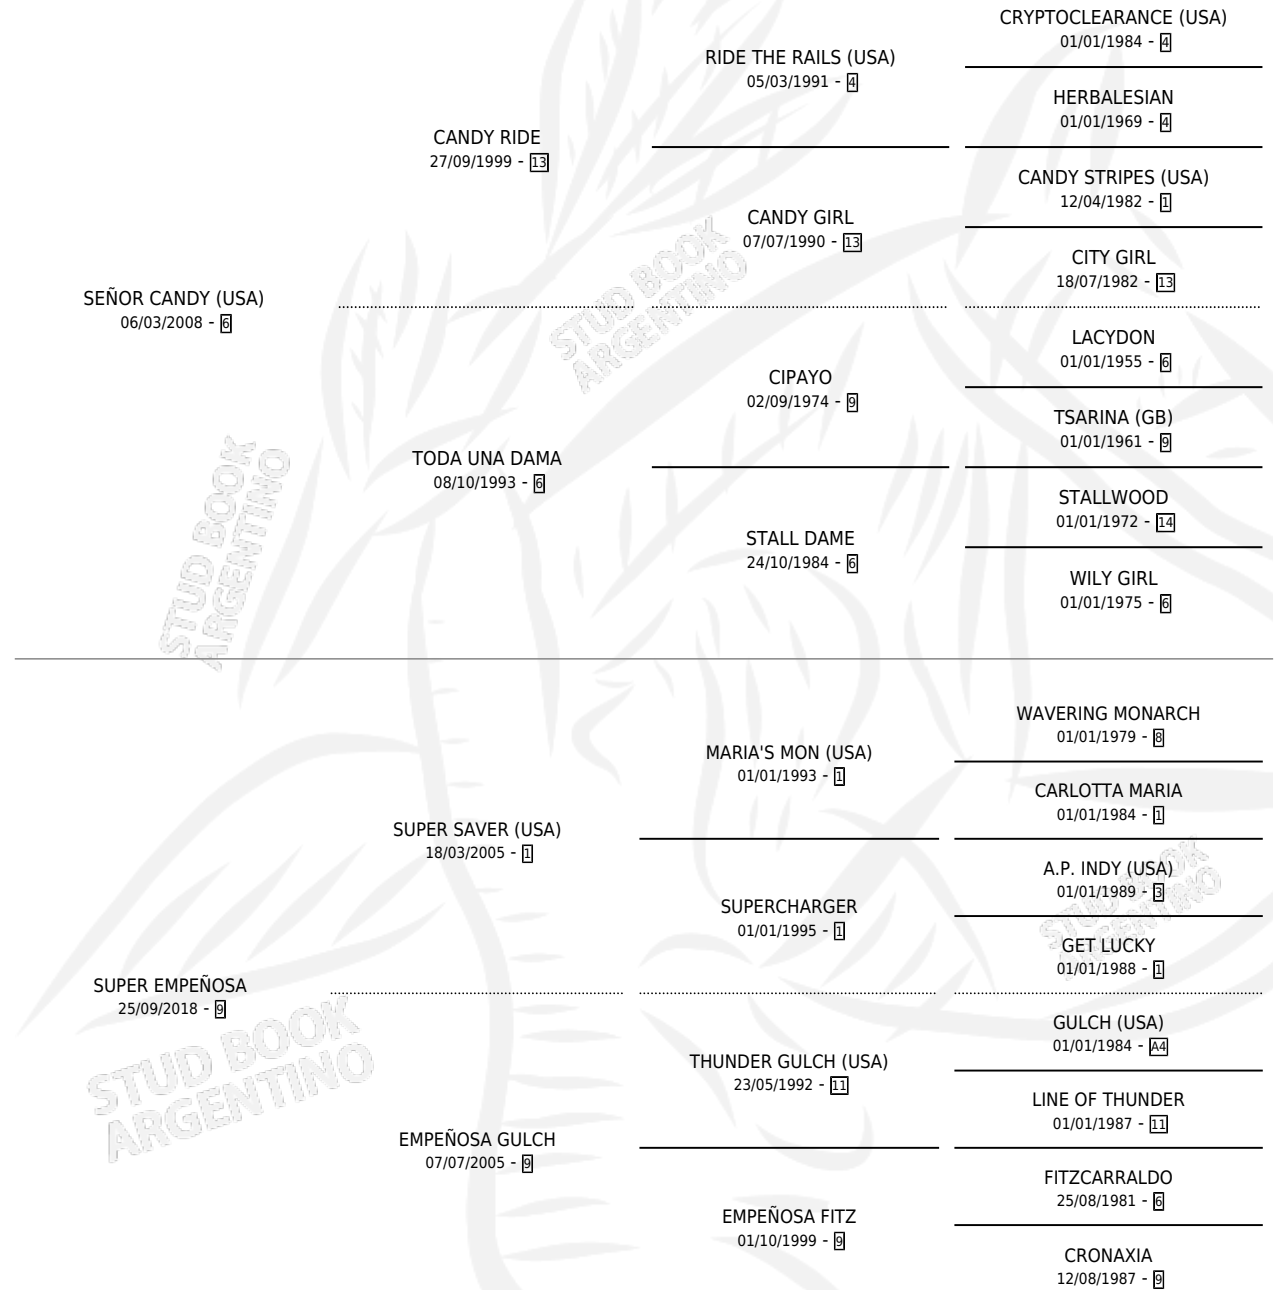 CRYPTOCLEARANCE (USA)
01/01/1984 - 4
RIDE THE RAILS (USA)
05/03/1991 - 4
HERBALESIAN
01/01/1969 - 4
CANDY RIDE
27/09/1999 - 13
CANDY STRIPES (USA)
12/04/1982 - 1
CANDY GIRL
07/07/1990 - 13
CITY GIRL
18/07/1982 - 13
SEÑOR CANDY (USA)
06/03/2008 - 6
STUD BOOK
ARGENTINO
LACYDON
01/01/1955 - 6
CIPAYO
02/09/1974 - 9
TSARINA (GB)
01/01/1961 - 9
TODA UNA DAMA
08/10/1993 - 6
STALLWOOD
01/01/1972 - 14
STALL DAME
24/10/1984 - 6
WILY GIRL
01/01/1975 - 6
STUD BOOK
ARGENTINO
WAVERING MONARCH
01/01/1979 - 8
MARIA'S MON (USA)
01/01/1993 - 1
CARLOTTA MARIA
01/01/1984 - 1
SUPER SAVER (USA)
18/03/2005 - 1
A.P. INDY (USA)
01/01/1989 - 3
SUPERCHARGER
01/01/1995 - 1
STUD BOOK
ARGENTINO
GET LUCKY
01/01/1988 - 1
SUPER EMPEÑOSA
25/09/2018 - 9
STUD BOOK
ARGENTINO
GULCH (USA)
01/01/1984 - A4
THUNDER GULCH (USA)
23/05/1992 - 11
LINE OF THUNDER
01/01/1987 - 11
EMPEÑOSA GULCH
07/07/2005 - 9
FITZCARRALDO
25/08/1981 - 6
EMPEÑOSA FITZ
01/10/1999 - 9
CRONAXIA
12/08/1987 - 9